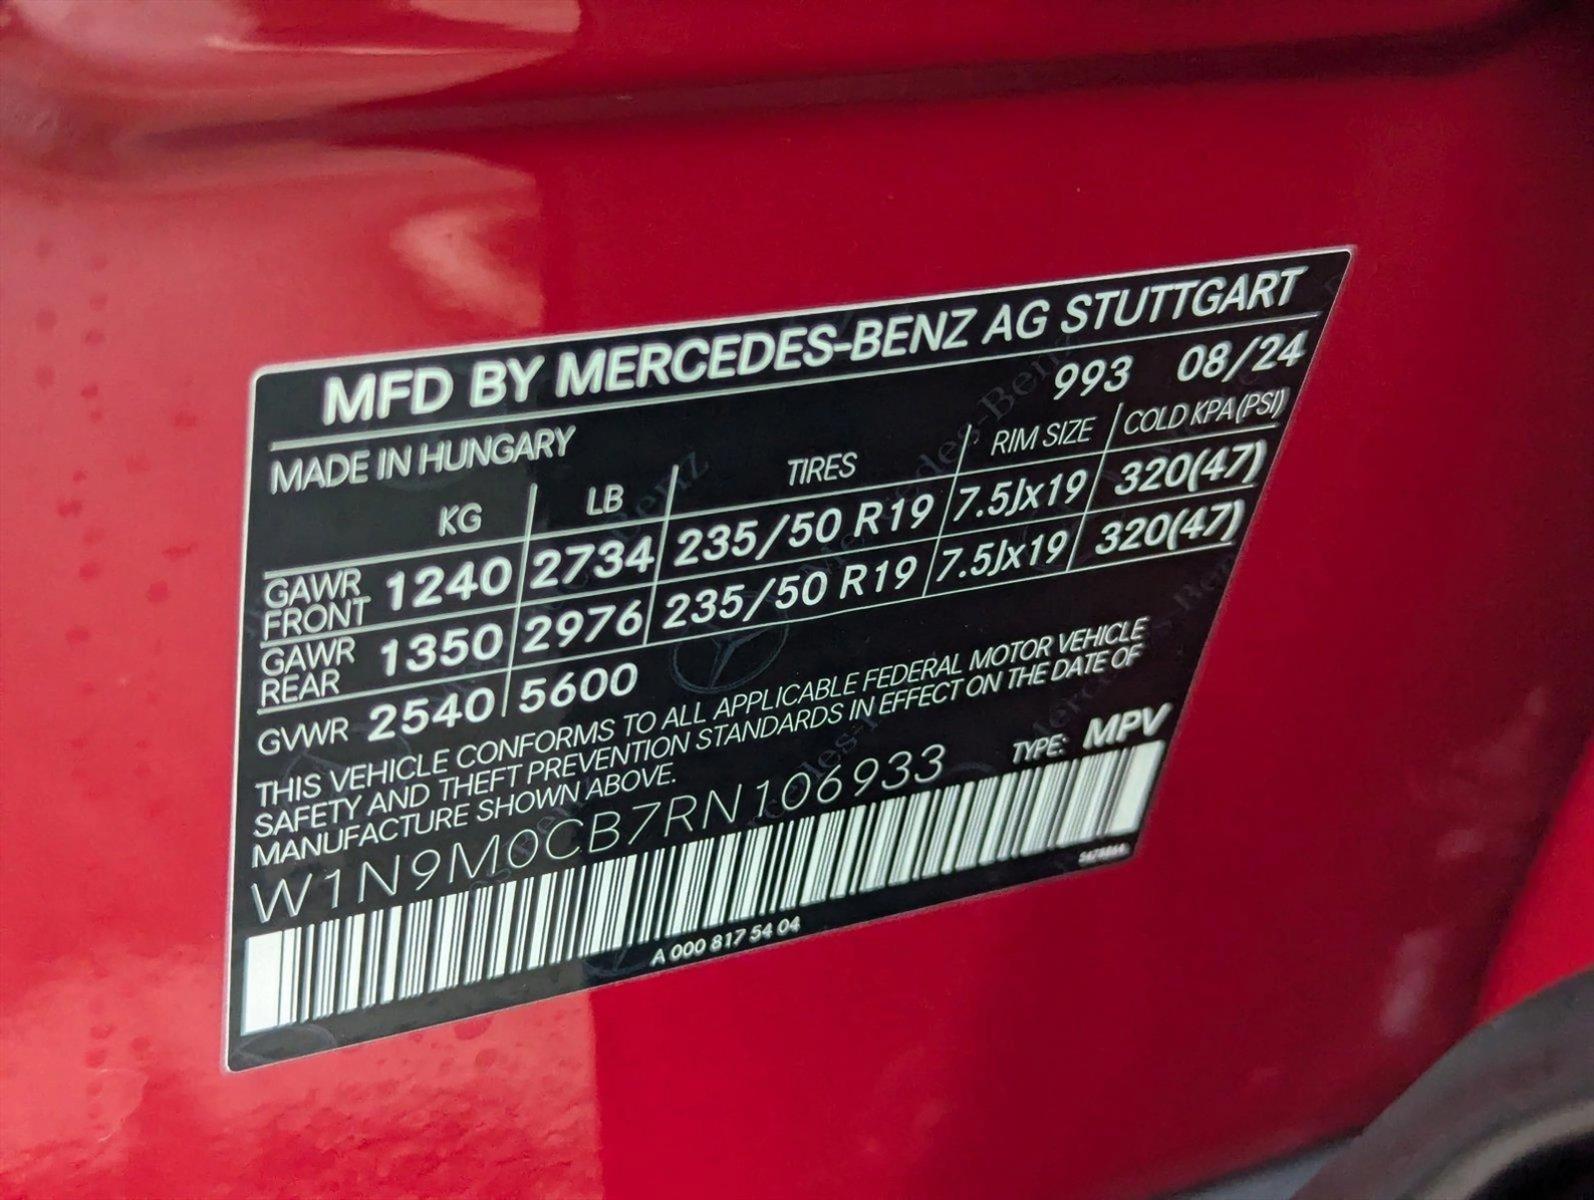 MFD BY MERCEDES-BENZ AG STUTTGART
MADE IN HUNGARY 993 08/24
KG LB TIRES RIM SIZE COLD KPA (PSI)
GAWR FRONT 1240 2734 235/50 R19 7.5Jx19 320(47)
GAWR REAR 1350 2976 235/50 R19 7.5Jx19 320(47)
GVWR 2540 5600
THIS VEHICLE CONFORMS TO ALL APPLICABLE FEDERAL MOTOR VEHICLE
SAFETY AND THEFT PREVENTION STANDARDS IN EFFECT ON THE DATE OF
MANUFACTURE SHOWN ABOVE.
W1N9M0CB7RN106933 TYPE: MPV
A 000 817 54 04